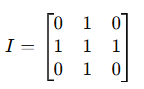 I = [0 1 0
1 1 1
0 1 0]